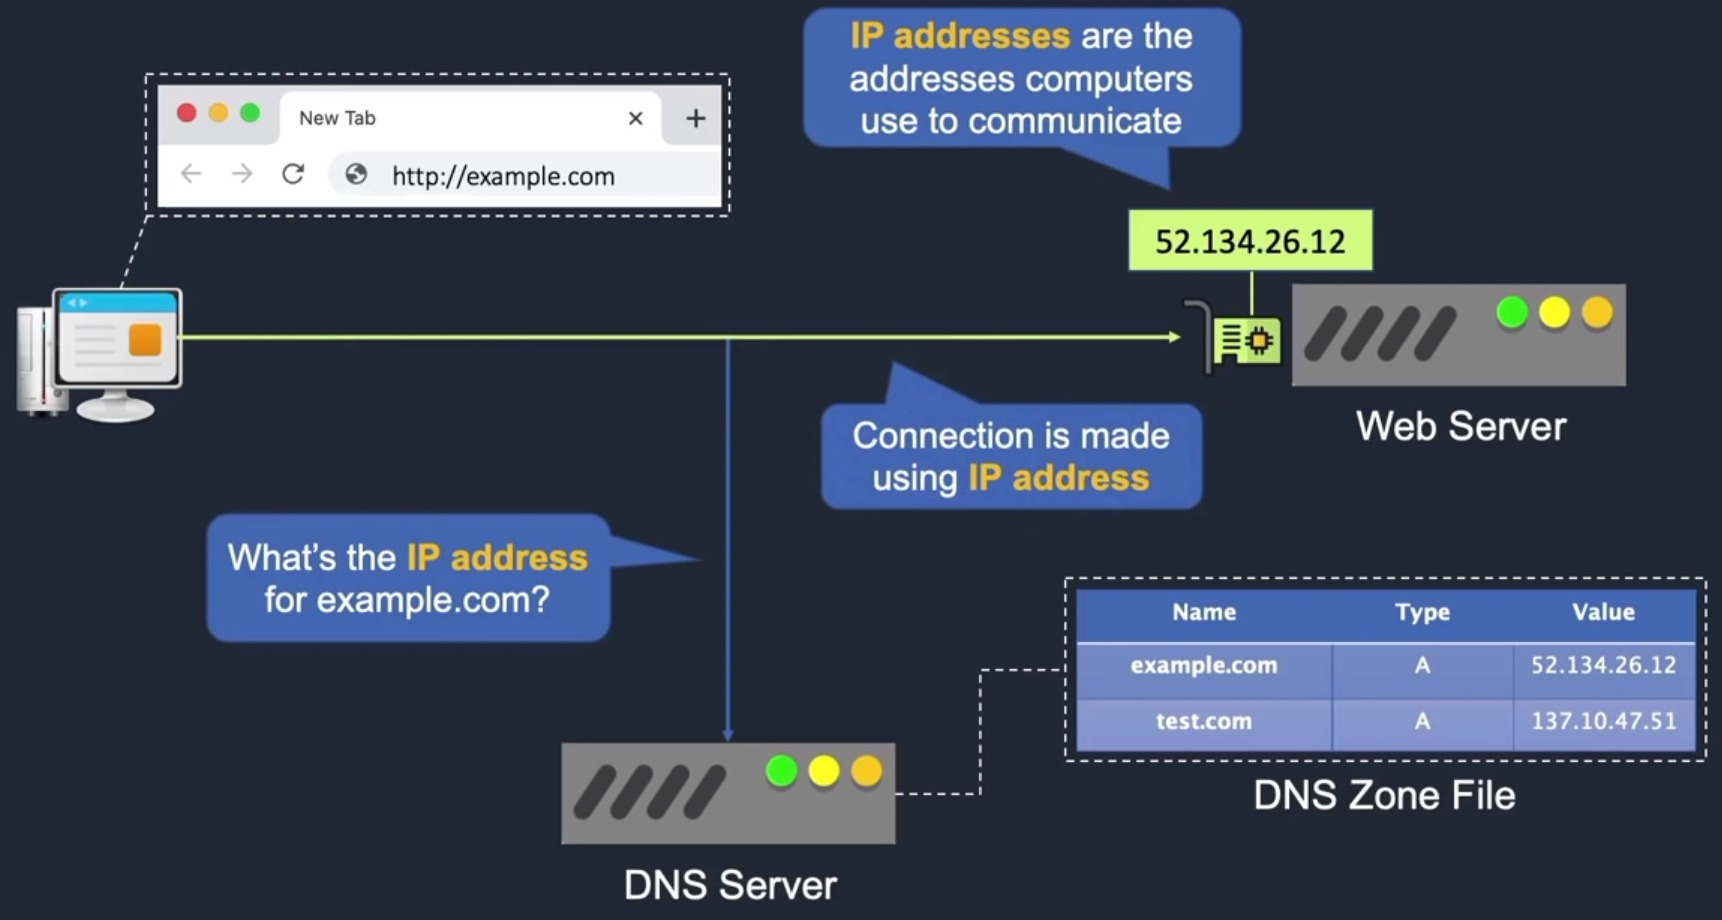 IP addresses are the
addresses computers
use to communicate
New Tab
http://example.com
52.134.26.12
Web Server
Connection is made
using IP address
What's the IP address
for example.com?
Name Type Value
example.com A 52.134.26.12
test.com A 137.10.47.51
DNS Zone File
DNS Server